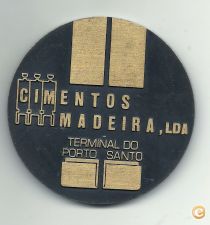 CIMENTOS
MADEIRA, LDA
TERMINAL DO
PORTO SANTO